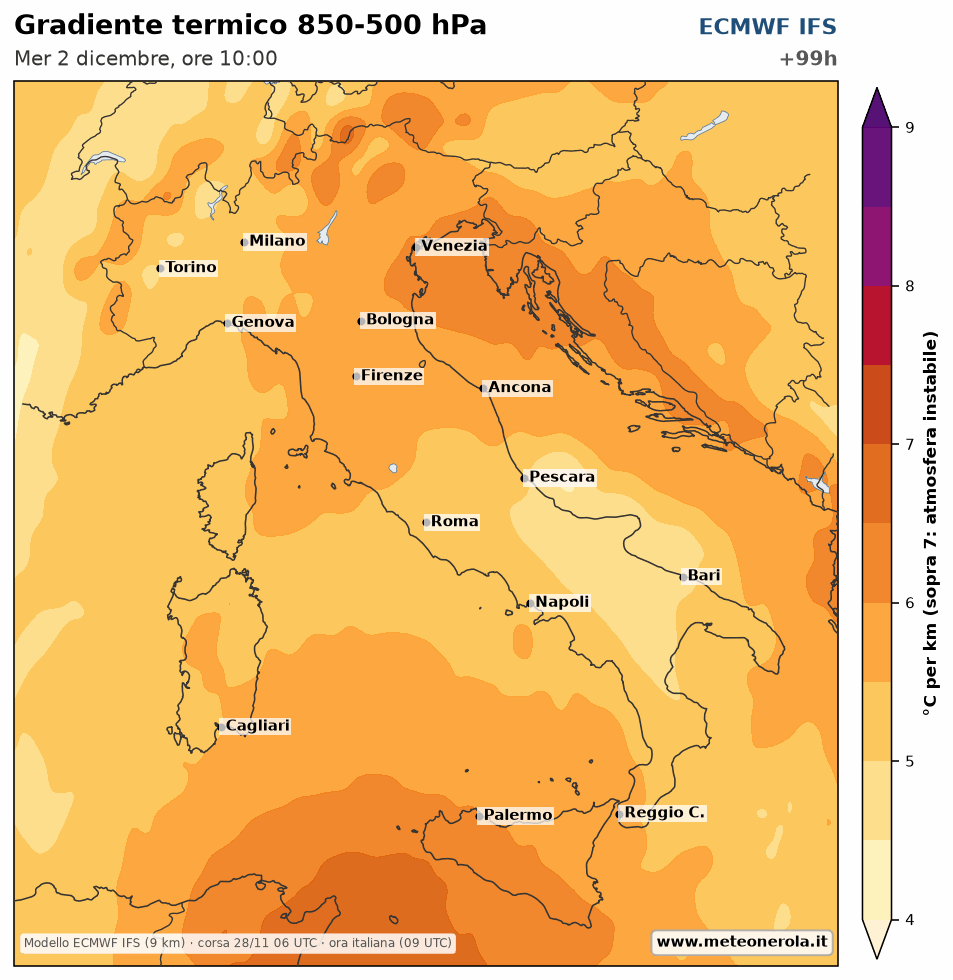 Gradiente termico 850-500 hPa
ECMWF IFS
Mer 2 dicembre, ore 10:00
+99h
Milano
Venezia
Torino
Genova
Bologna
Firenze
Ancona
Pescara
Roma
Bari
Napoli
Cagliari
Palermo
Reggio C.
9
8
7
6
5
4
°C per km (sopra 7: atmosfera instabile)
Modello ECMWF IFS (9 km) · corsa 28/11 06 UTC · ora italiana (09 UTC)
www.meteonerola.it